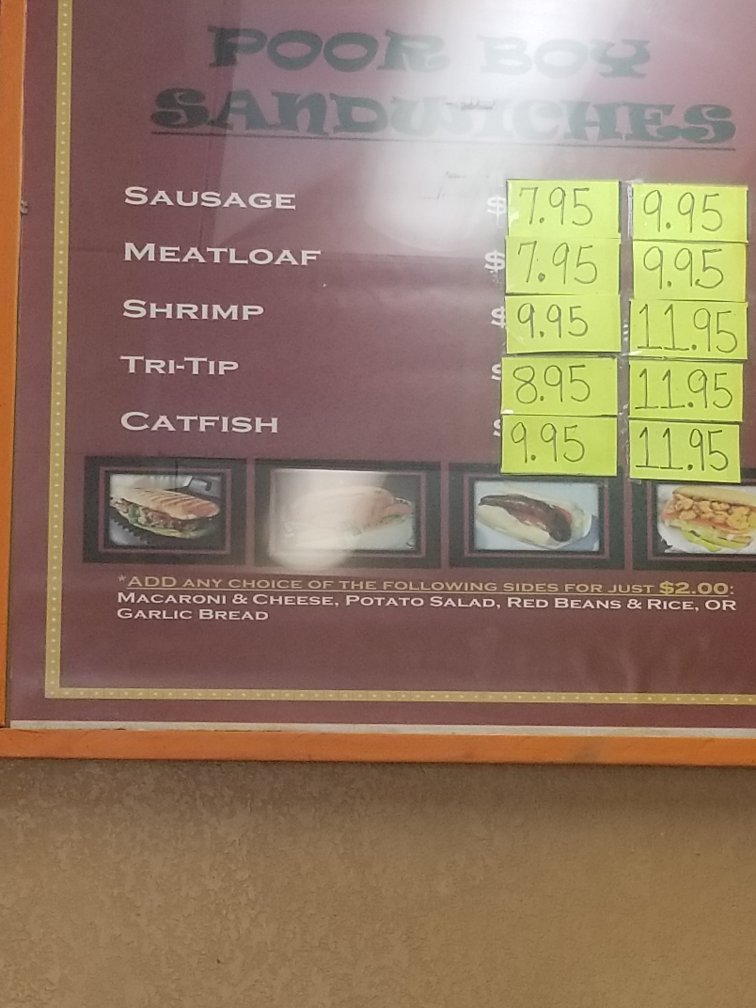 POOR BOY
SANDWICHES
SAUSAGE $ 7.95 9.95
MEATLOAF $ 7.95 9.95
SHRIMP $ 9.95 11.95
TRI-TIP $ 8.95 11.95
CATFISH $ 9.95 11.95
*ADD ANY CHOICE OF THE FOLLOWING SIDES FOR JUST $2.00:
MACARONI & CHEESE, POTATO SALAD, RED BEANS & RICE, OR
GARLIC BREAD